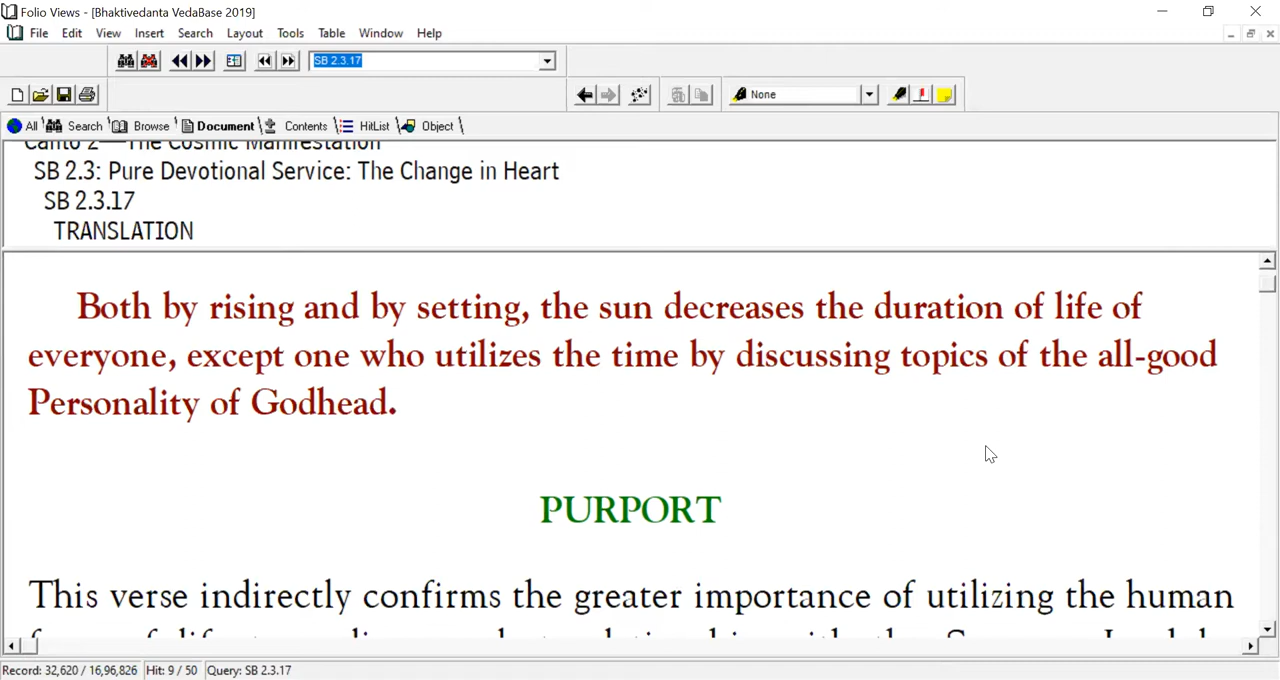 Folio Views - [Bhaktivedanta VedaBase 2019]
File Edit View Insert Search Layout Tools Table Window Help
SB 2.3.17
None
All Search Browse Document Contents HitList Object
Canto 2—The Cosmic Manifestation
SB 2.3: Pure Devotional Service: The Change in Heart
SB 2.3.17
TRANSLATION
Both by rising and by setting, the sun decreases the duration of life of
everyone, except one who utilizes the time by discussing topics of the all-good
Personality of Godhead.
PURPORT
This verse indirectly confirms the greater importance of utilizing the human
Record: 32,620 / 16,96,826 Hit: 9 / 50 Query: SB 2.3.17